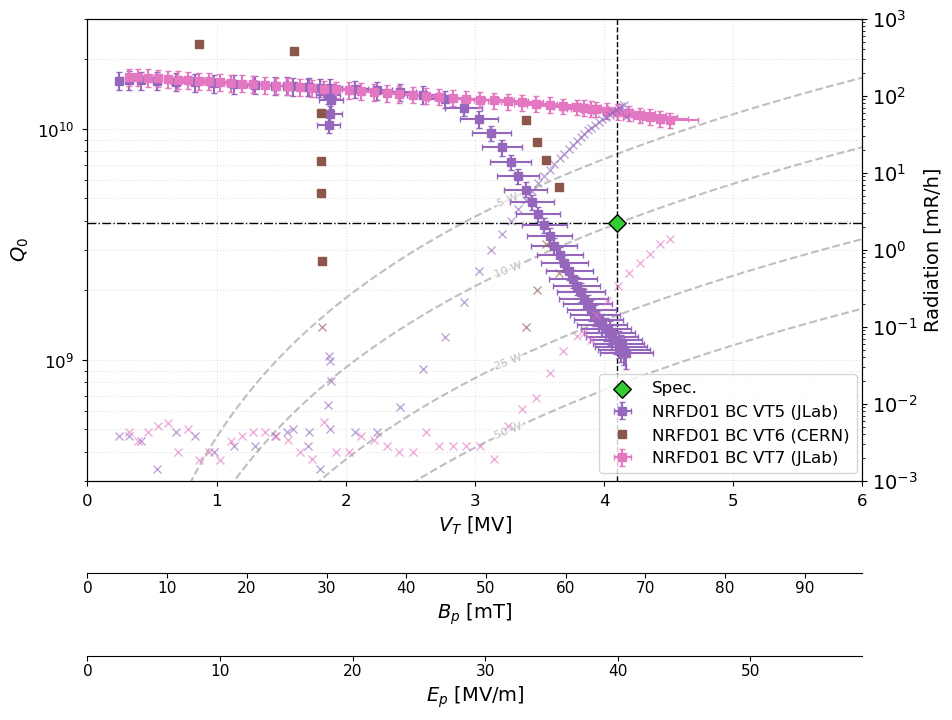 10^3
10^2
10^1
10^0
10^-1
10^-2
10^-3
Radiation [mR/h]
10^10
10^9
Q_0
5 W
10 W
25 W
50 W
Spec.
NRFD01 BC VT5 (JLab)
NRFD01 BC VT6 (CERN)
NRFD01 BC VT7 (JLab)
0 1 2 3 4 5 6
V_T [MV]
0 10 20 30 40 50 60 70 80 90
B_p [mT]
0 10 20 30 40 50
E_p [MV/m]